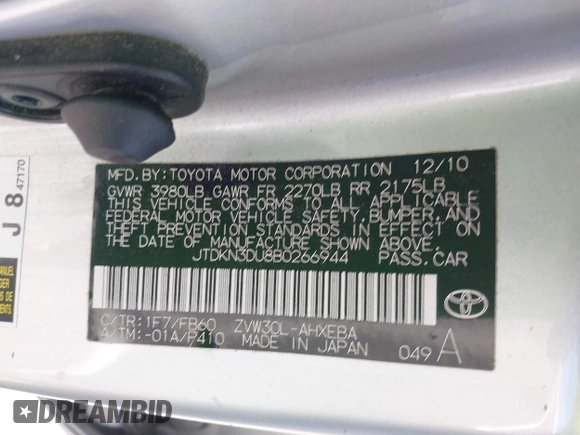 MFD. BY: TOYOTA MOTOR CORPORATION 12/10
GVWR 3980LB GAWR FR 2270LB RR 2175LB
THIS VEHICLE CONFORMS TO ALL APPLICABLE
FEDERAL MOTOR VEHICLE SAFETY, BUMPER, AND
THEFT PREVENTION STANDARDS IN EFFECT ON
THE DATE OF MANUFACTURE SHOWN ABOVE.
JTDKN3DU8B0266944 PASS. CAR
C/TR: 1F7/FB60 ZVW30L-AHXEBA
A/TM: -01A/P410 MADE IN JAPAN 049 A
TOYOTA
J 8 47170
MANUEL
DREAMBID